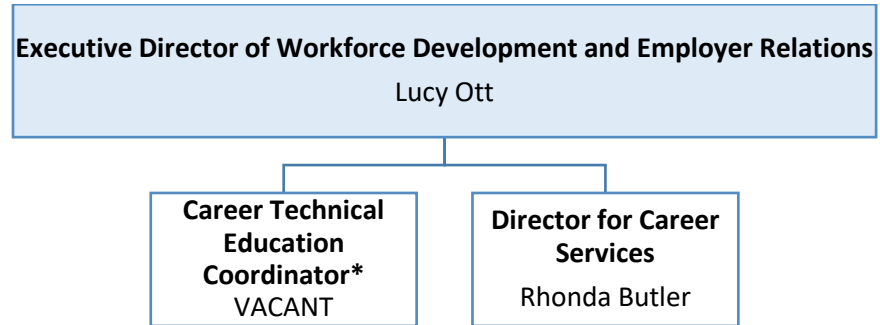 Executive Director of Workforce Development and Employer Relations
Lucy Ott
Career Technical
Education
Coordinator*
VACANT
Director for Career
Services
Rhonda Butler